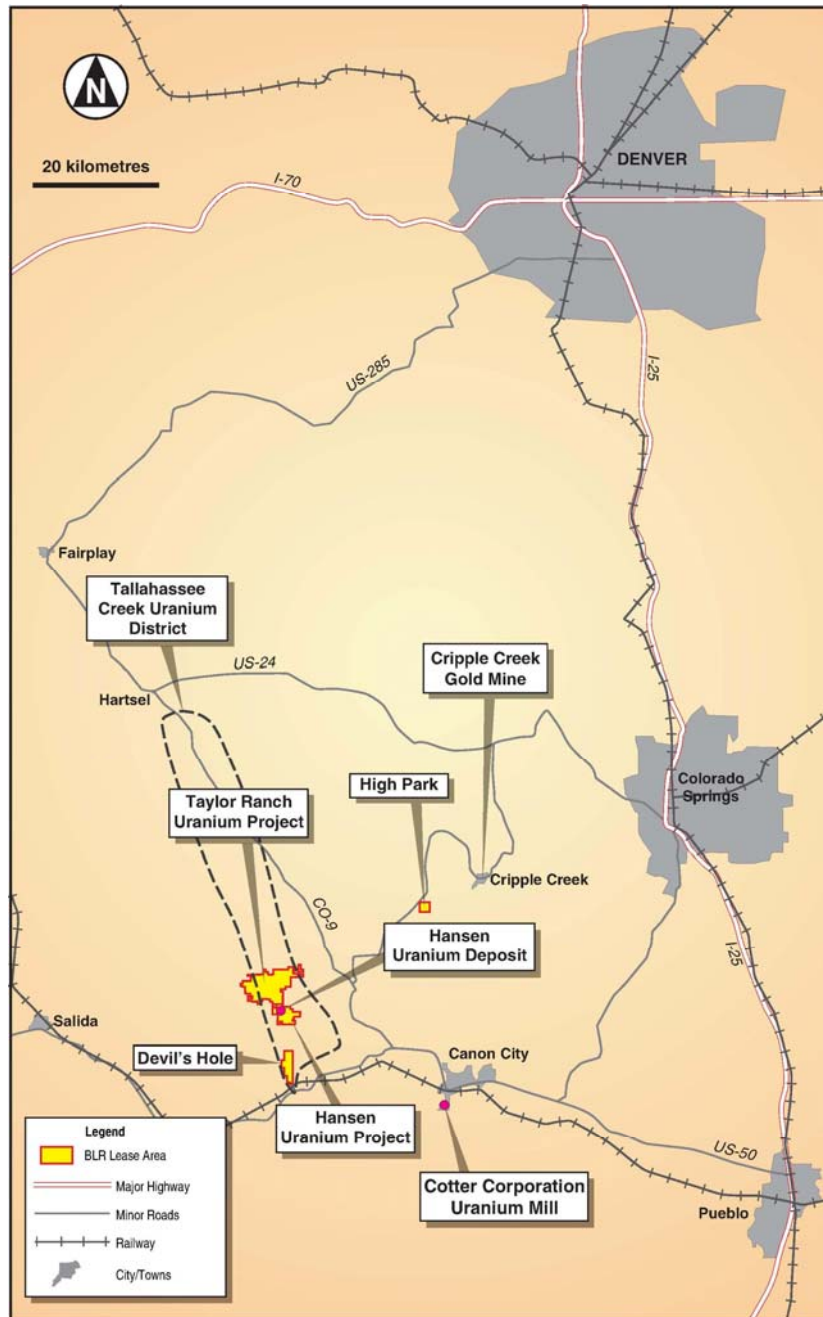 N
20 kilometres
DENVER
I-70
I-25
US-285
Fairplay
Tallahassee
Creek Uranium
District
US-24
Cripple Creek
Gold Mine
Hartsel
High Park
Colorado
Springs
Taylor Ranch
Uranium Project
Cripple Creek
CO-9
Hansen
Uranium Deposit
I-25
Salida
Devil's Hole
Canon City
Hansen
Uranium Project
US-50
Cotter Corporation
Uranium Mill
Pueblo
Legend
BLR Lease Area
Major Highway
Minor Roads
Railway
City/Towns